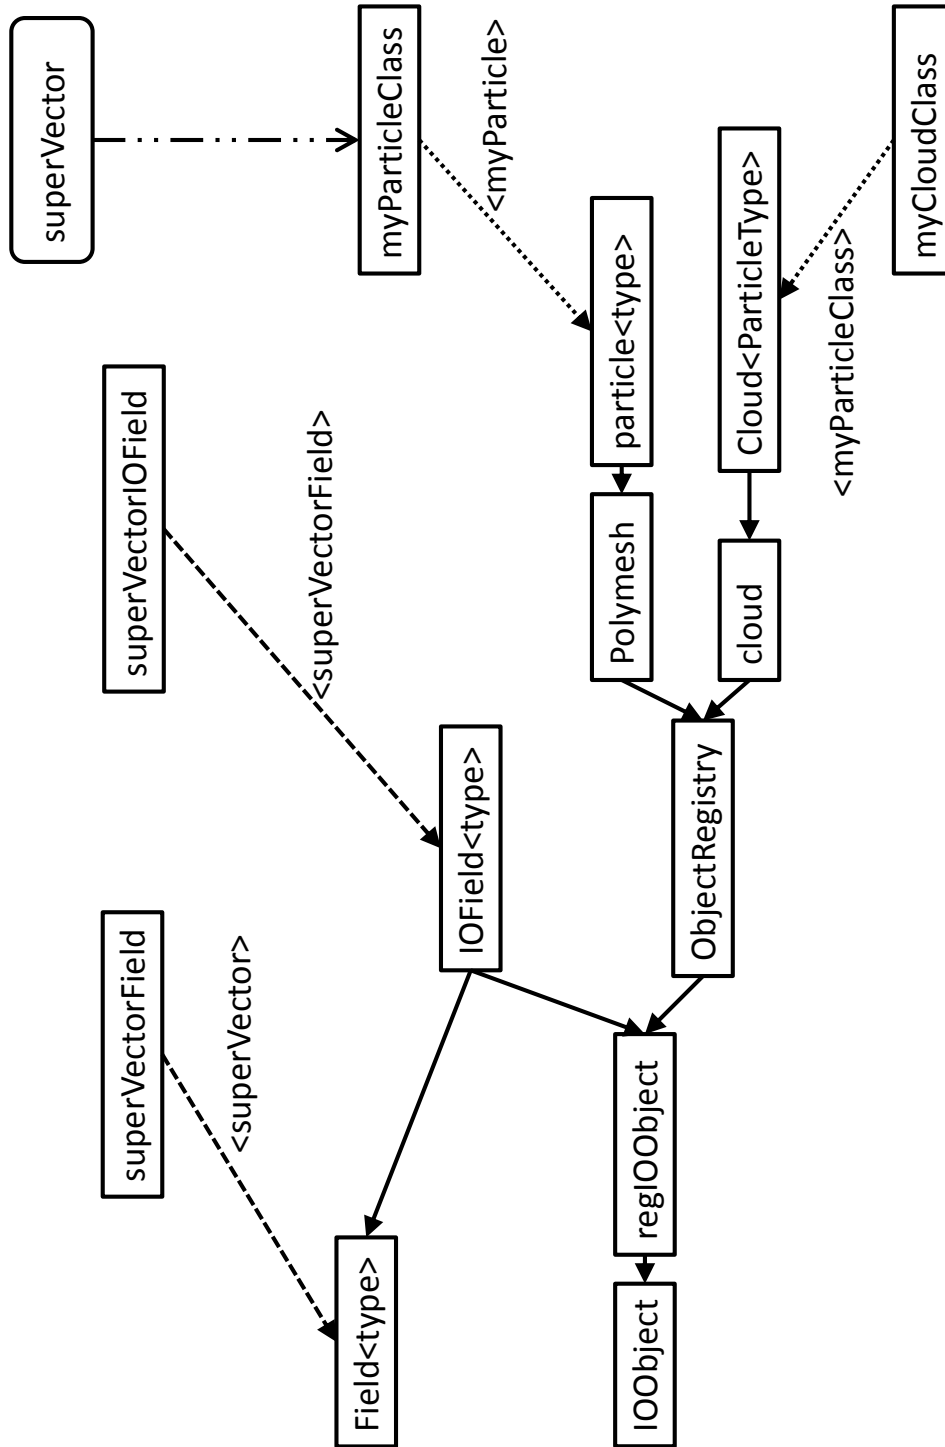 superVector
myParticleClass
<myParticle>
superVectorIOField
<superVectorField>
particle<type>
Cloud<ParticleType>
<myParticleClass>
myCloudClass
Polymesh
cloud
superVectorField
<superVector>
IOField<type>
ObjectRegistry
Field<type>
regIOObject
IOObject